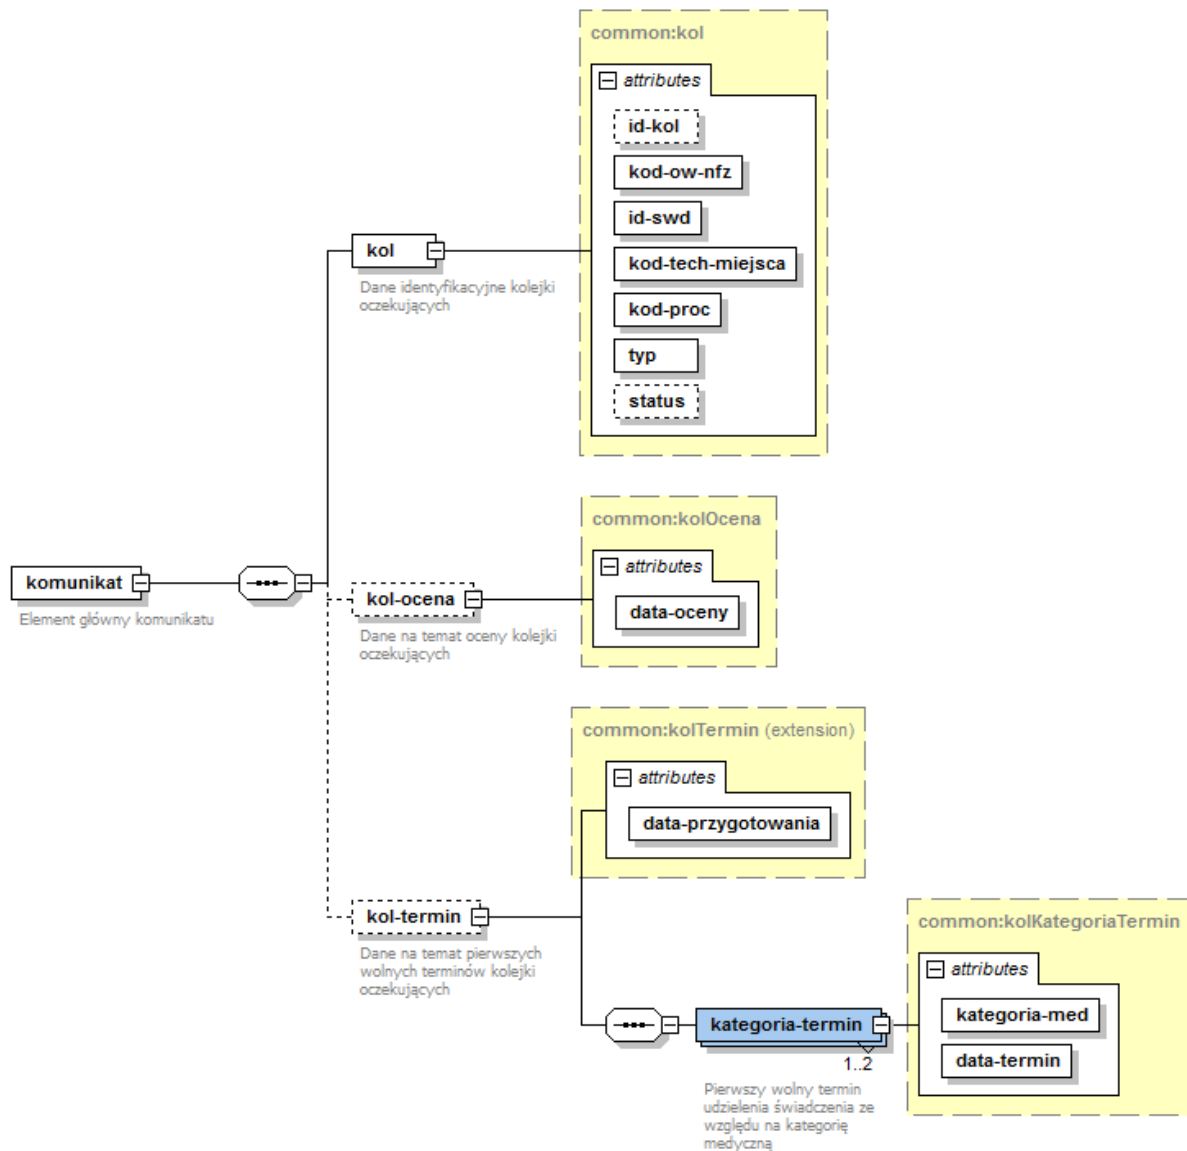 common:kol
attributes
id-kol
kod-ow-nfz
id-swd
kod-tech-miejsca
kod-proc
typ
status
kol
Dane identyfikacyjne kolejki
oczekujących
komunikat
Element główny komunikatu
common:kolOcena
attributes
data-oceny
kol-ocena
Dane na temat oceny kolejki
oczekujących
common:kolTermin (extension)
attributes
data-przygotowania
kol-termin
Dane na temat pierwszych
wolnych terminów kolejki
oczekujących
common:kolKategoriaTermin
attributes
kategoria-med
data-termin
kategoria-termin
1..2
Pierwszy wolny termin
udzielenia świadczenia ze
względu na kategorię
medyczną